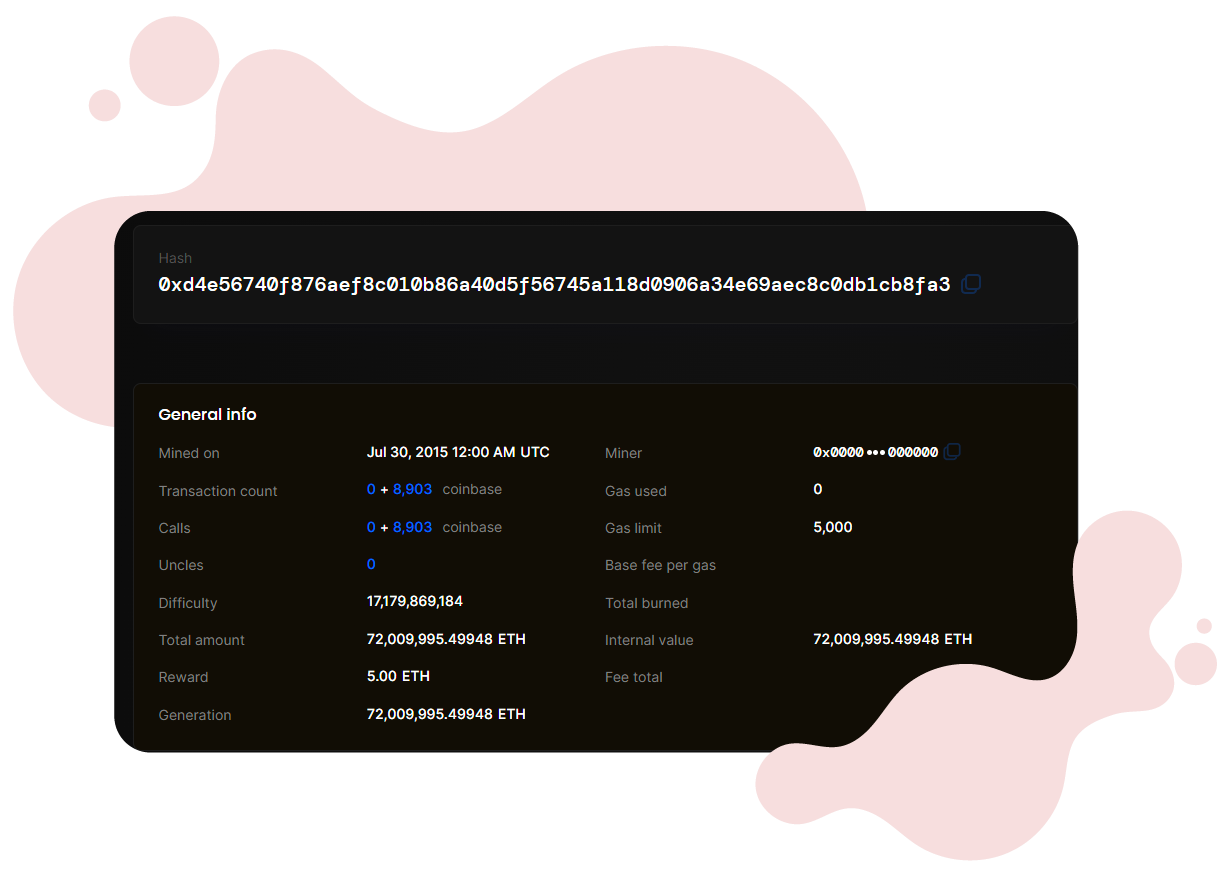 Hash
0xd4e56740f876aef8c010b86a40d5f56745a118d0906a34e69aec8c0db1cb8fa3
General info
Mined on Jul 30, 2015 12:00 AM UTC Miner 0x0000•••000000
Transaction count 0 + 8,903 coinbase Gas used 0
Calls 0 + 8,903 coinbase Gas limit 5,000
Uncles 0 Base fee per gas
Difficulty 17,179,869,184 Total burned
Total amount 72,009,995.49948 ETH Internal value 72,009,995.49948 ETH
Reward 5.00 ETH Fee total
Generation 72,009,995.49948 ETH